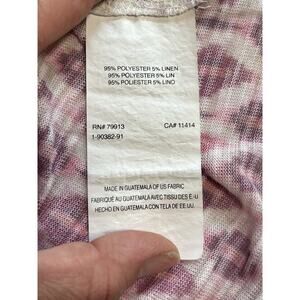 95% POLYESTER 5% LINEN
95% POLYESTER 5% LIN
95% POLIESTER 5% LINO
RN# 79913 CA# 11414
1-90382-91
MADE IN GUATEMALA OF US FABRIC
FABRIQUÉ AU GUATEMALA AVEC TISSU DES É.-U
HECHO EN GUATEMALA CON TELA DE EE.UU.